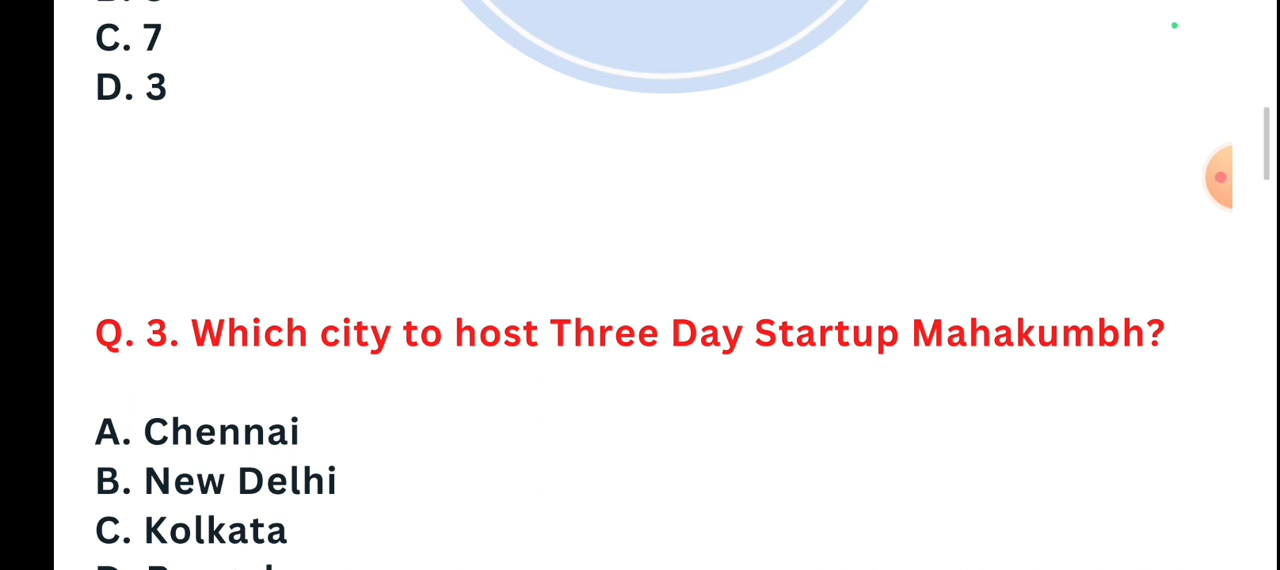 C. 7
D. 3
Q. 3. Which city to host Three Day Startup Mahakumbh?
A. Chennai
B. New Delhi
C. Kolkata